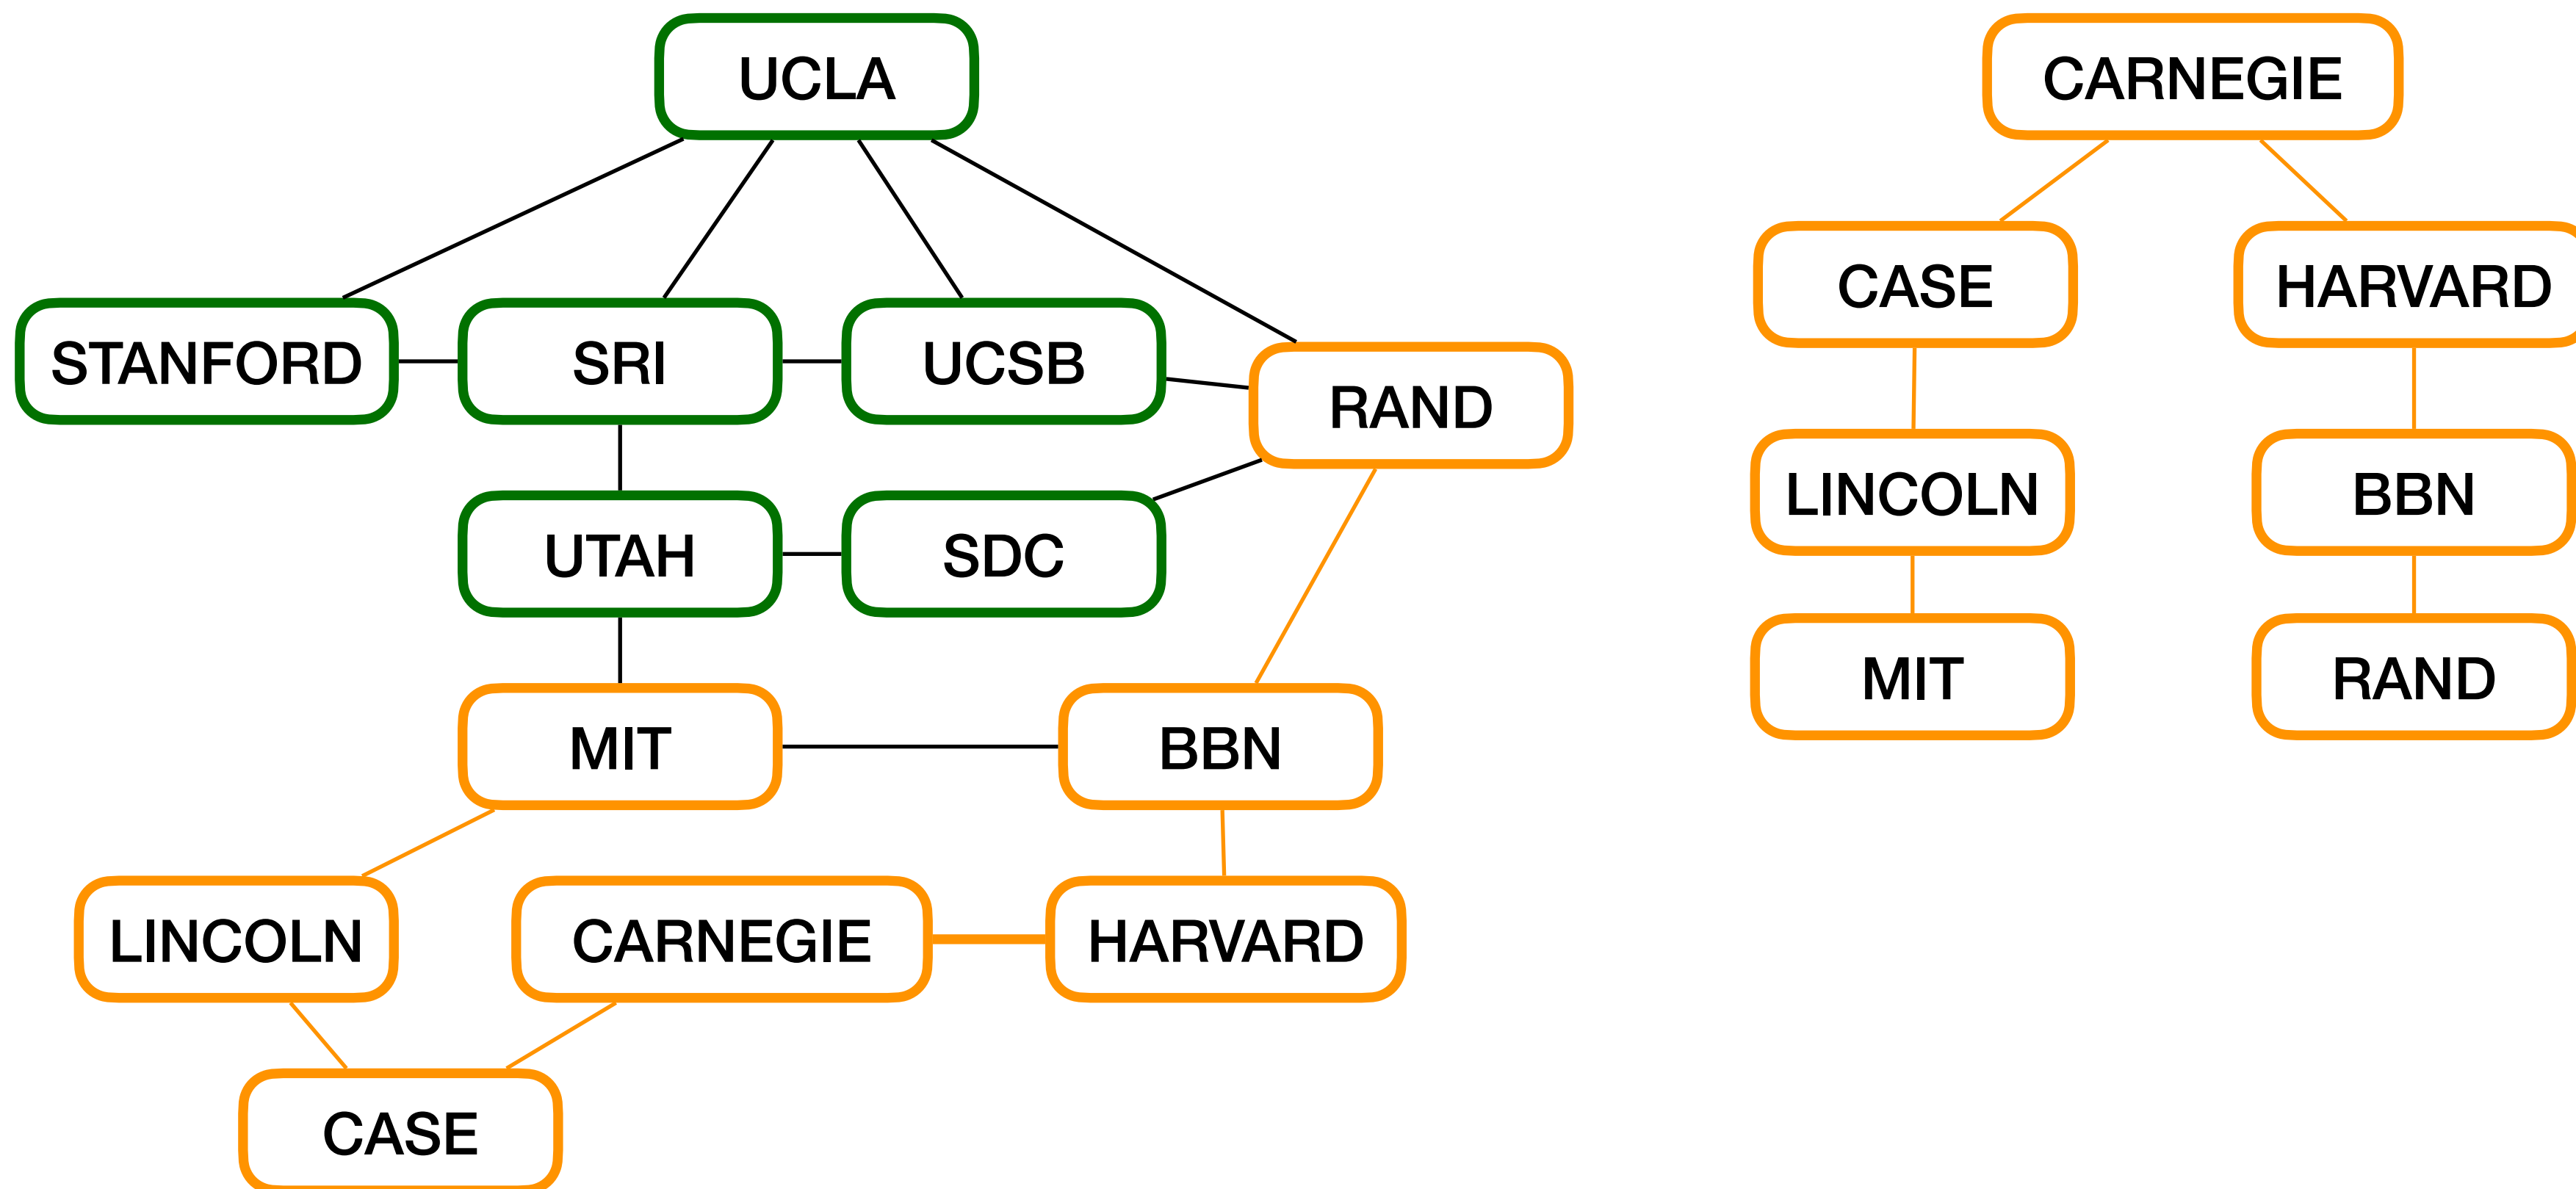 UCLA
STANFORD
SRI
UCSB
RAND
UTAH
SDC
MIT
BBN
LINCOLN
CARNEGIE
HARVARD
CASE
CARNEGIE
CASE
HARVARD
LINCOLN
BBN
MIT
RAND